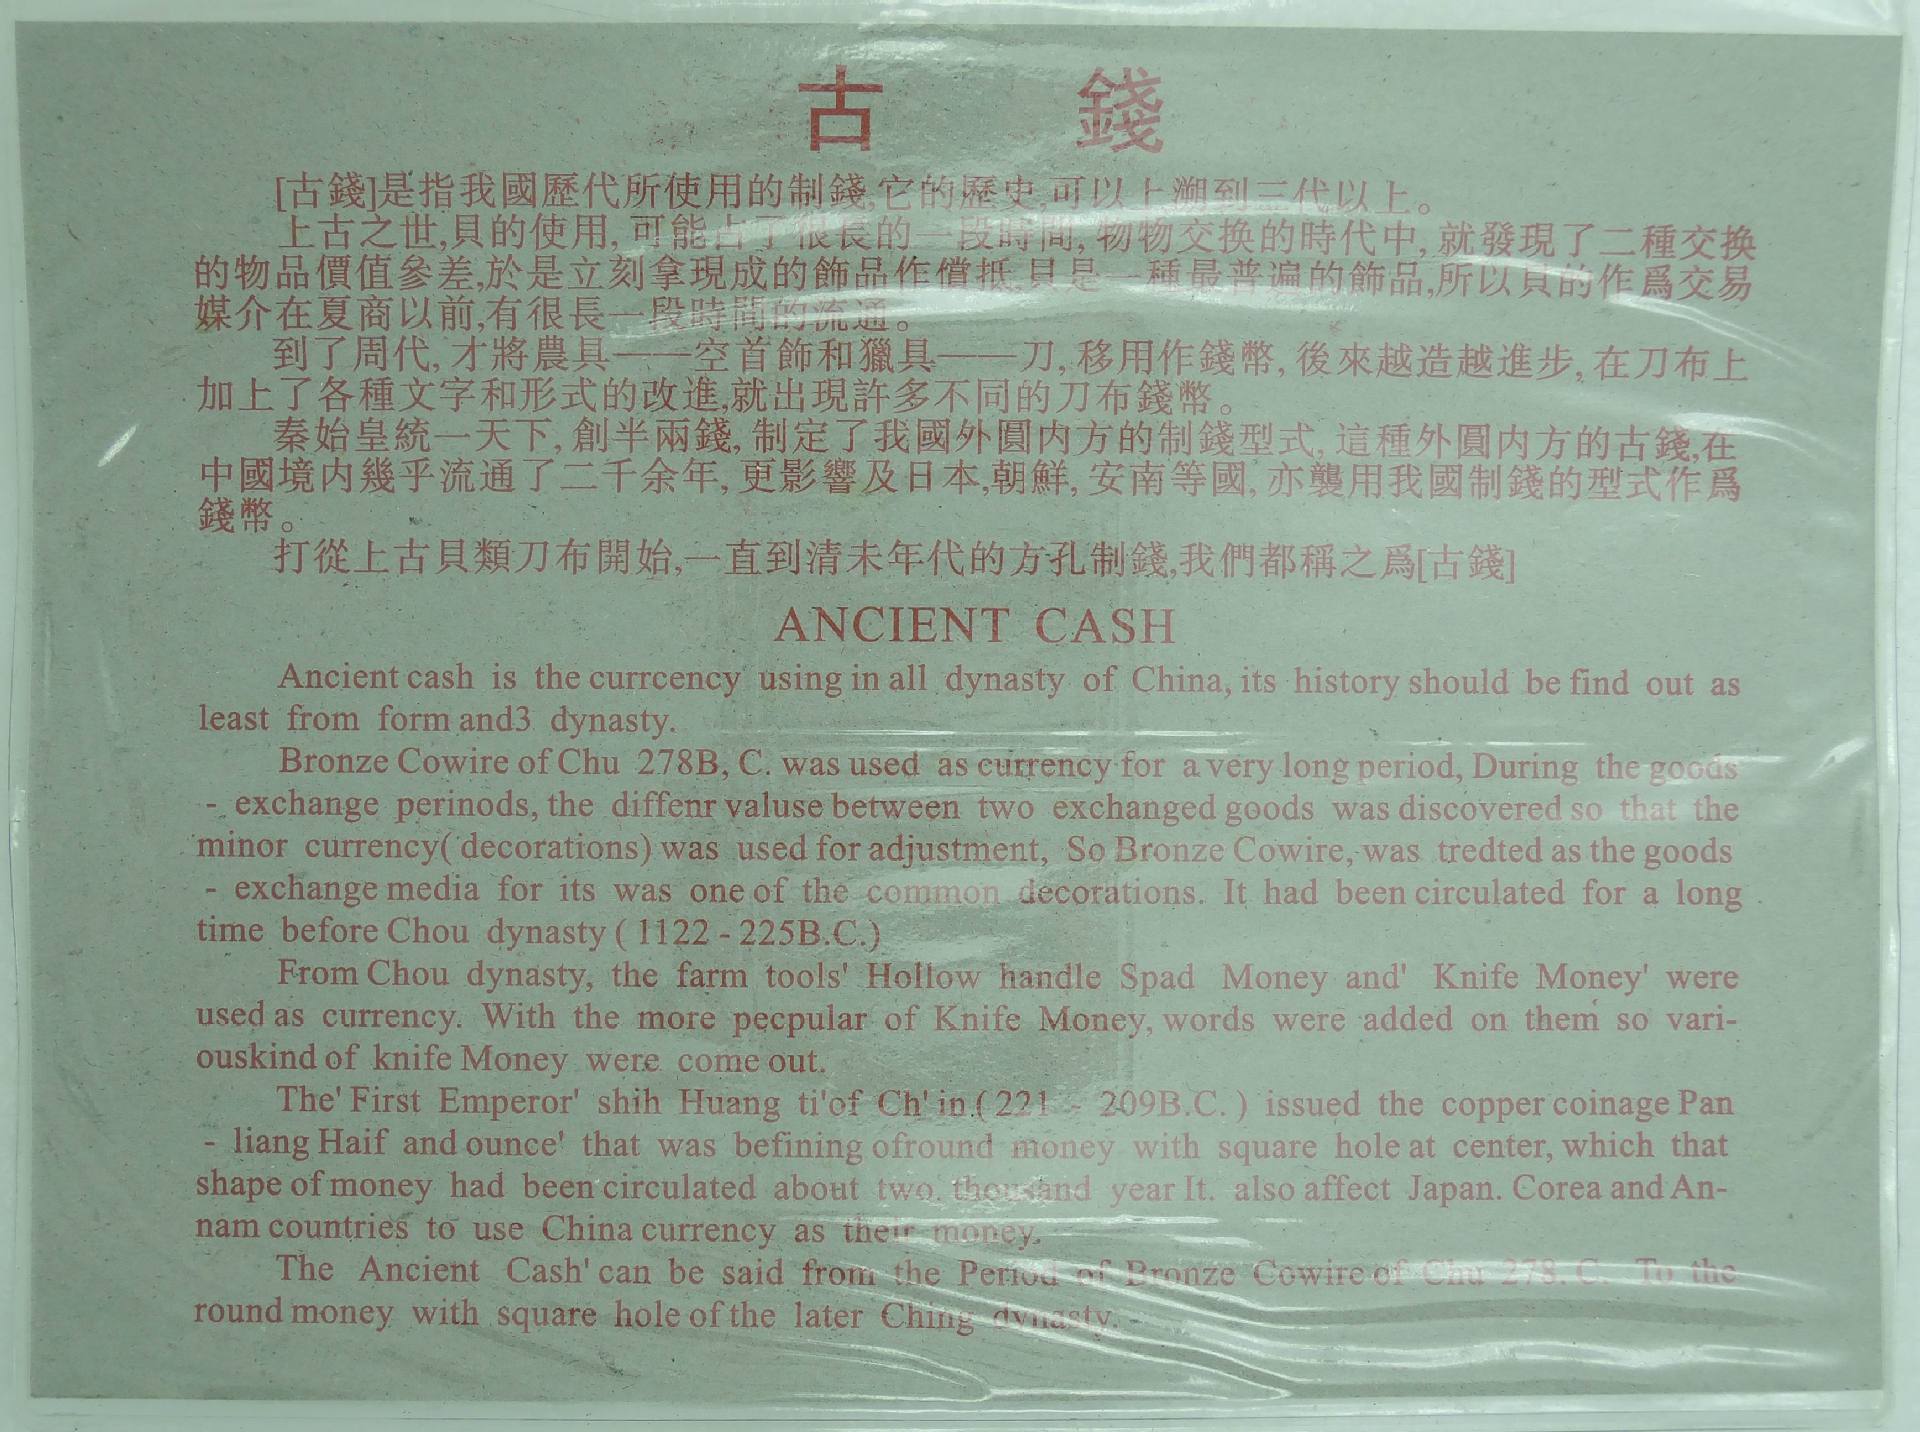 古 錢
[古錢]是指我國歷代所使用的制錢,它的歷史,可以上溯到三代以上。
上古之世,貝的使用,可能占了很長的一段時間,物物交換的時代中,就發現了二種交換
的物品價值參差,於是立刻拿現成的飾品作償抵,貝是一種最普遍的飾品,所以貝的作爲交易
媒介在夏商以前,有很長一段時間的流通。
到了周代,才將農具——空首飾和獵具——刀,移用作錢幣,後來越造越進步,在刀布上
加上了各種文字和形式的改進,就出現許多不同的刀布錢幣。
秦始皇統一天下,創半兩錢,制定了我國外圓内方的制錢型式,這種外圓内方的古錢,在
中國境内幾乎流通了二千余年,更影響及日本,朝鮮,安南等國,亦襲用我國制錢的型式作爲
錢幣。
打從上古貝類刀布開始,一直到清未年代的方孔制錢,我們都稱之爲[古錢]
ANCIENT CASH
Ancient cash is the currcency using in all dynasty of China, its history should be find out as
least from form and3 dynasty.
Bronze Cowire of Chu 278B, C. was used as currency for a very long period, During the goods
- exchange perinods, the diffenr valuse between two exchanged goods was discovered so that the
minor currency( decorations) was used for adjustment, So Bronze Cowire, was tredted as the goods
- exchange media for its was one of the common decorations. It had been circulated for a long
time before Chou dynasty ( 1122 - 225B.C.)
From Chou dynasty, the farm tools' Hollow handle Spad Money and' Knife Money' were
used as currency. With the more pecpular of Knife Money, words were added on them so vari-
ouskind of knife Money were come out.
The' First Emperor' shih Huang ti'of Ch' in ( 221 - 209B.C. ) issued the copper coinage Pan
- liang Haif and ounce' that was befining ofround money with square hole at center, which that
shape of money had been circulated about two. thousand year It. also affect Japan. Corea and An-
nam countries to use China currency as their money.
The Ancient Cash' can be said from the Period of Bronze Cowire of Chu 278. C. To the
round money with square hole of the later Ching dynasty.